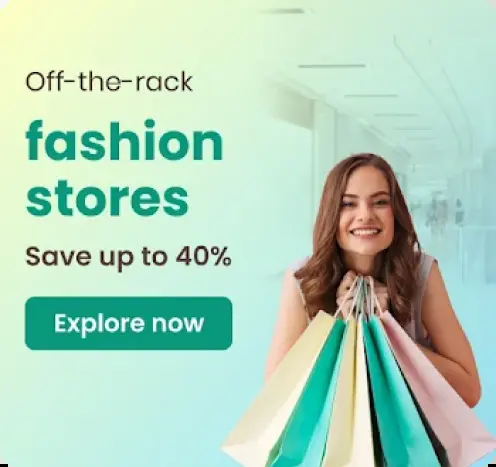 Off-the-rack
fashion
stores
Save up to 40%
Explore now